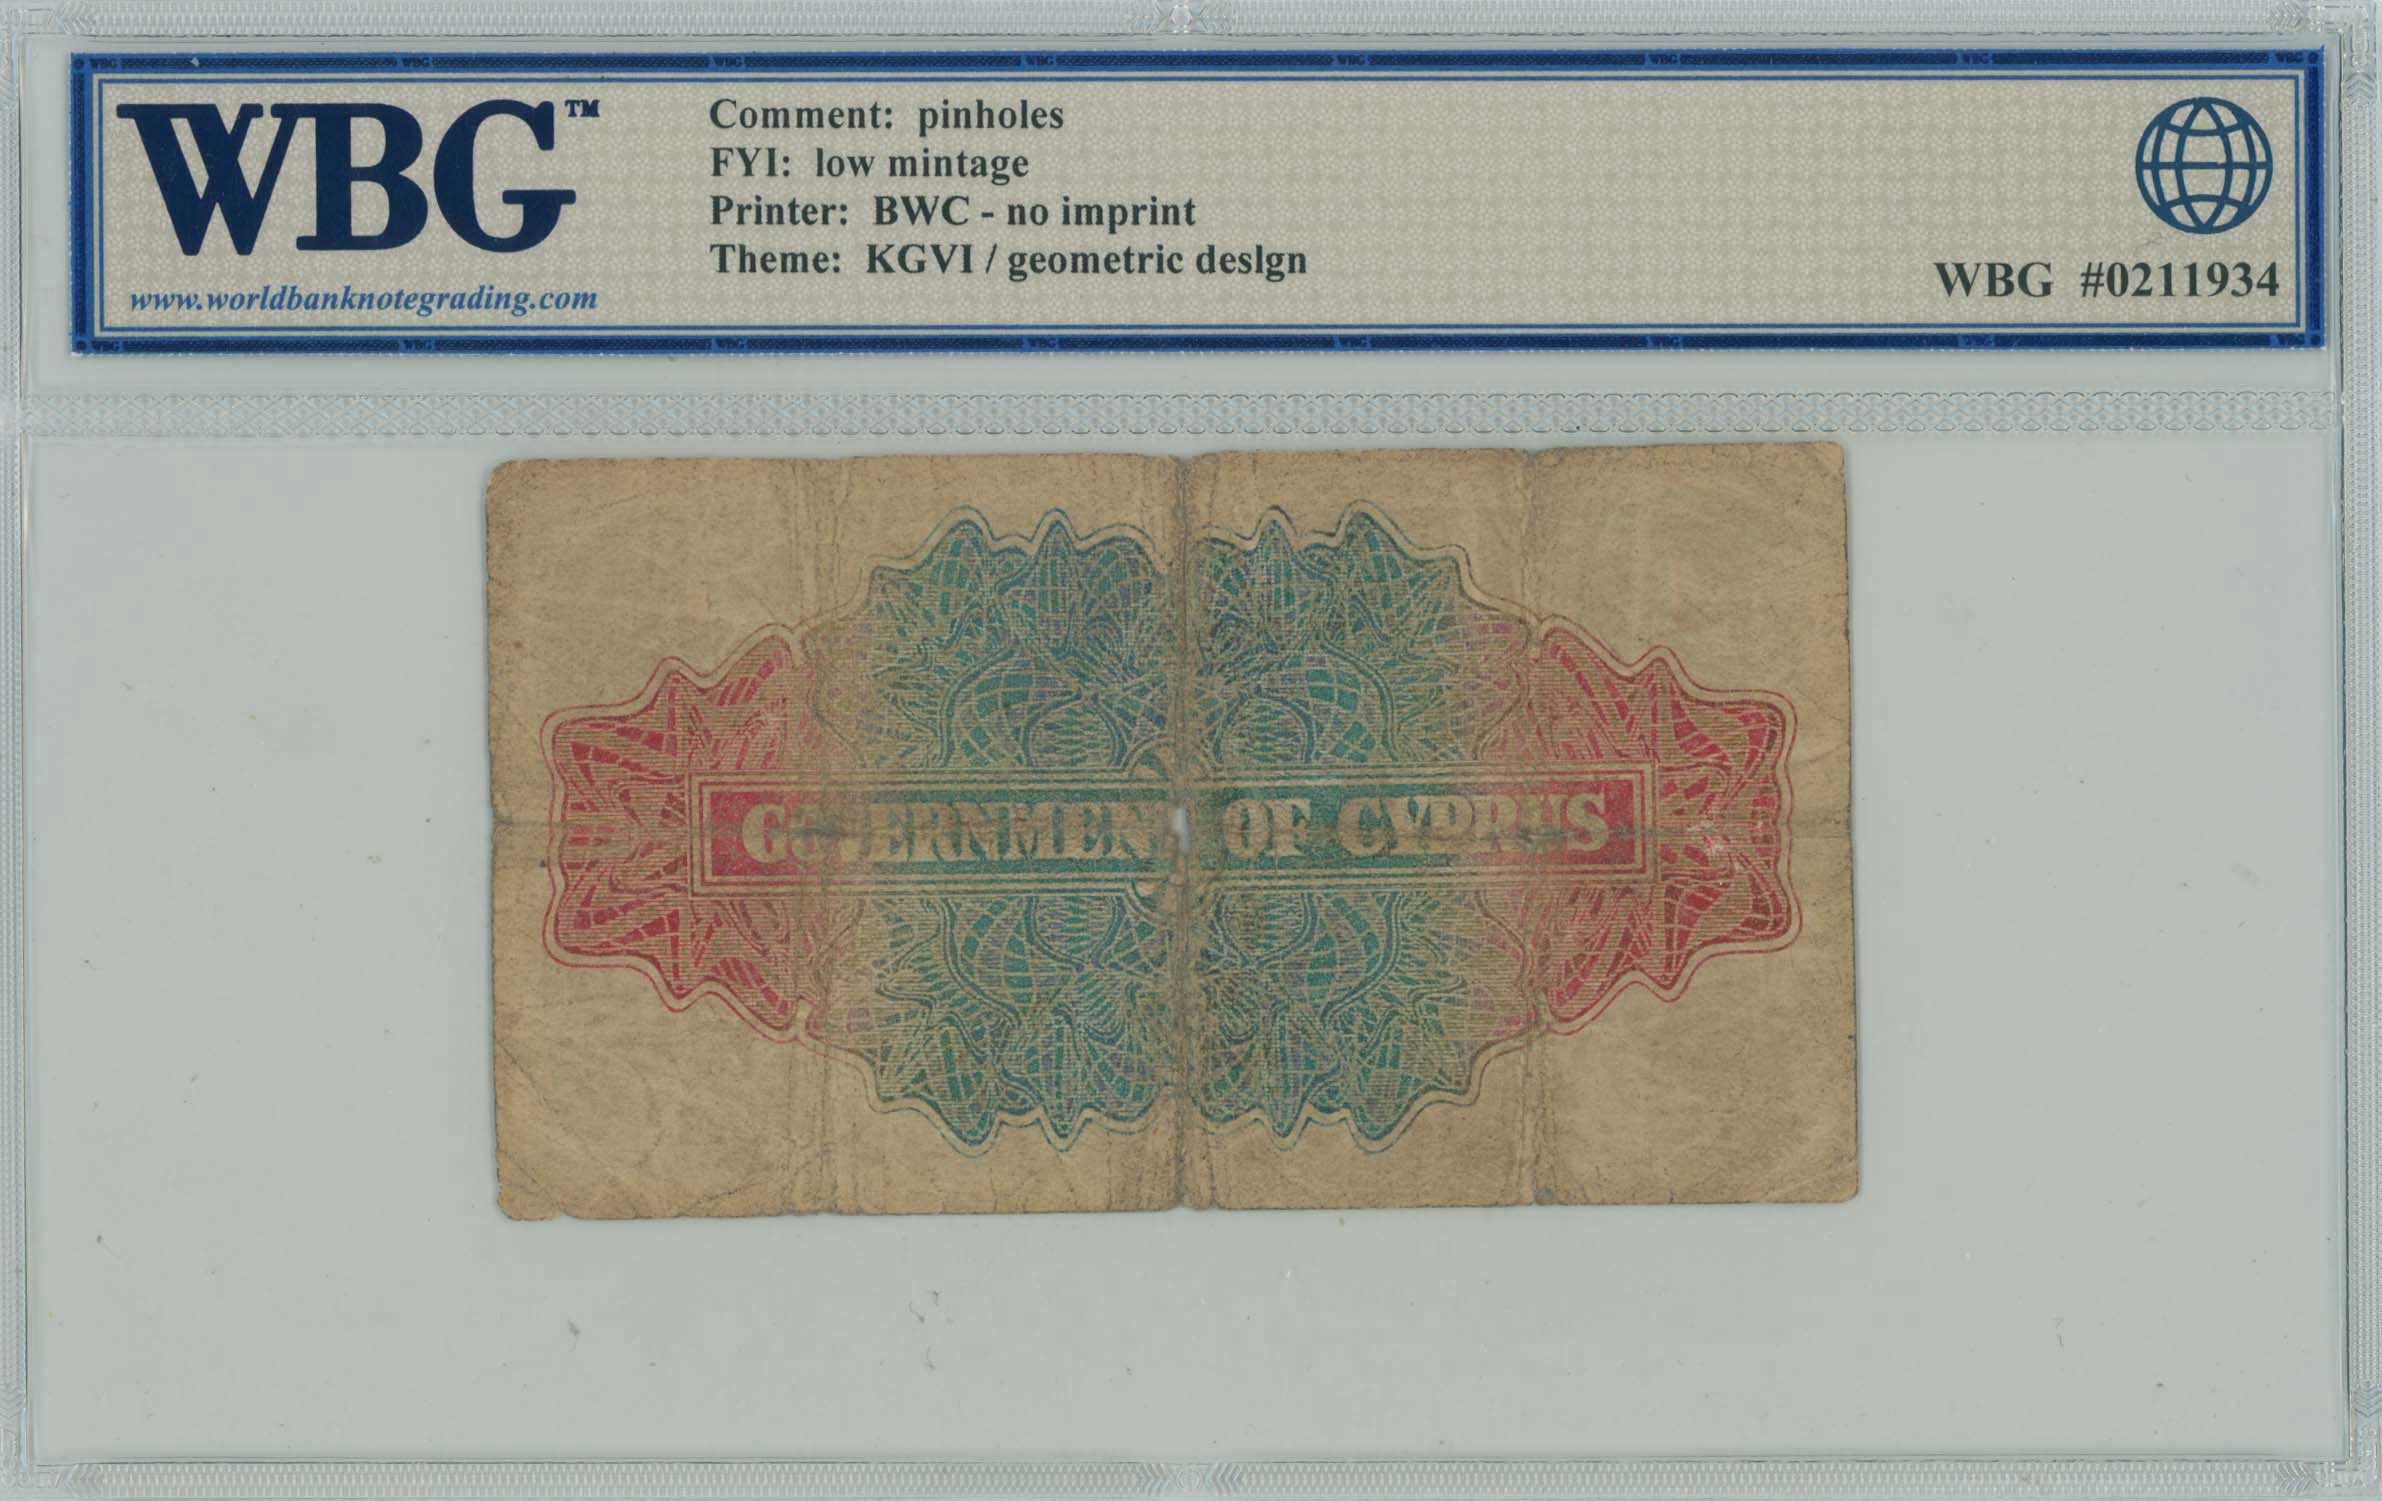 WBG™
www.worldbanknotegrading.com
Comment: pinholes
FYI: low mintage
Printer: BWC - no imprint
Theme: KGVI / geometric deslgn
WBG #0211934
GOVERNMENT OF CYPRUS